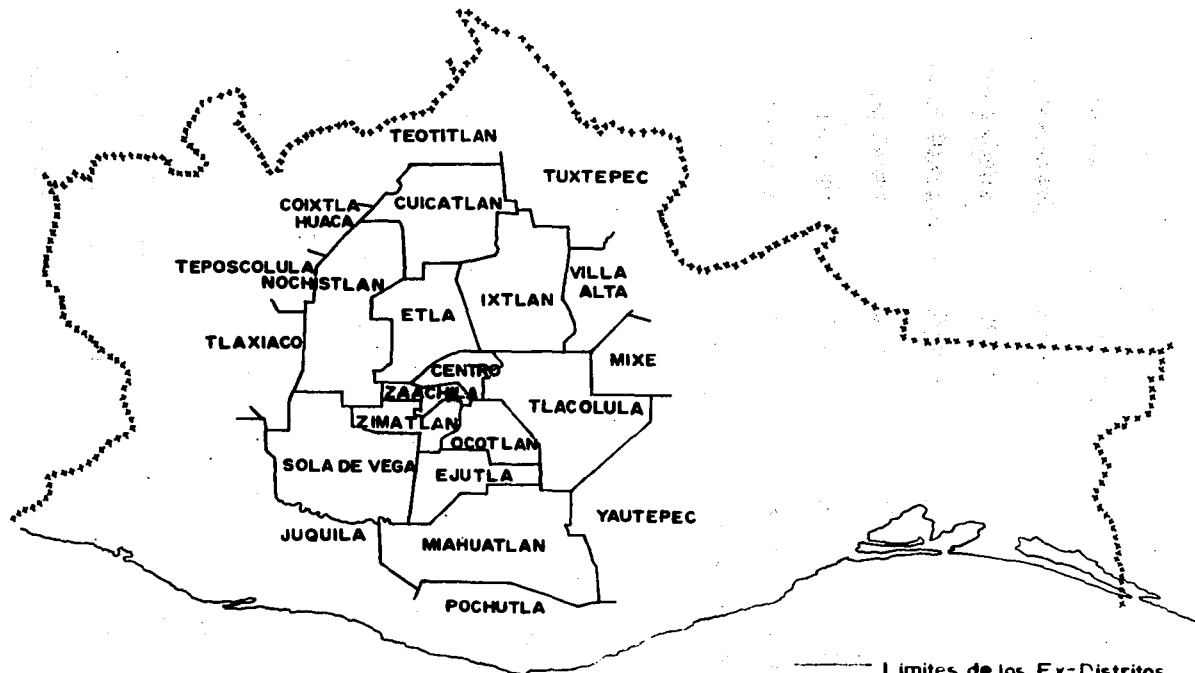 TEOTITLAN
TUXTEPEC
COIXTLA
HUACA
CUICATLAN
TEPOSCOLULA
NOCHISTLAN
VILLA
ALTA
IXTLAN
ETLA
TLAXIACO
MIXE
CENTRO
ZAACHILA
TLACOLULA
ZIMATLAN
OCOTLAN
SOLA DE VEGA
EJUTLA
YAUTEPEC
JUQUILA
MIAHUATLAN
POCHUTLA
Límites de los Ex-Distritos